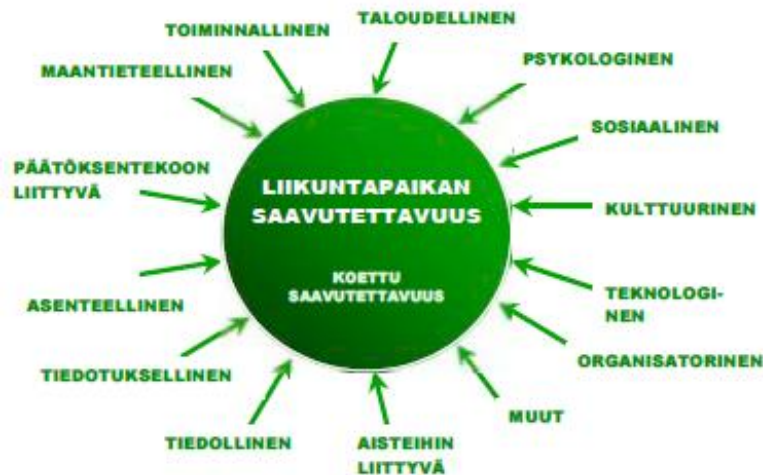 TALOUDELLINEN
TOIMINNALLINEN
PSYKOLOGINEN
MAANTIETEELLINEN
SOSIAALINEN
PÄÄTÖKSENTEKOON
LIITTYVÄ
LIIKUNTAPAIKAN
SAAVUTETTAVUUS
KULTTUURINEN
KOETTU
SAAVUTETTAVUUS
ASENTEELLINEN
TEKNOLOGI-
NEN
ORGANISATORINEN
TIEDOTUKSELLINEN
MUUT
TIEDOLLINEN
AISTEIHIN
LIITTYVÄ